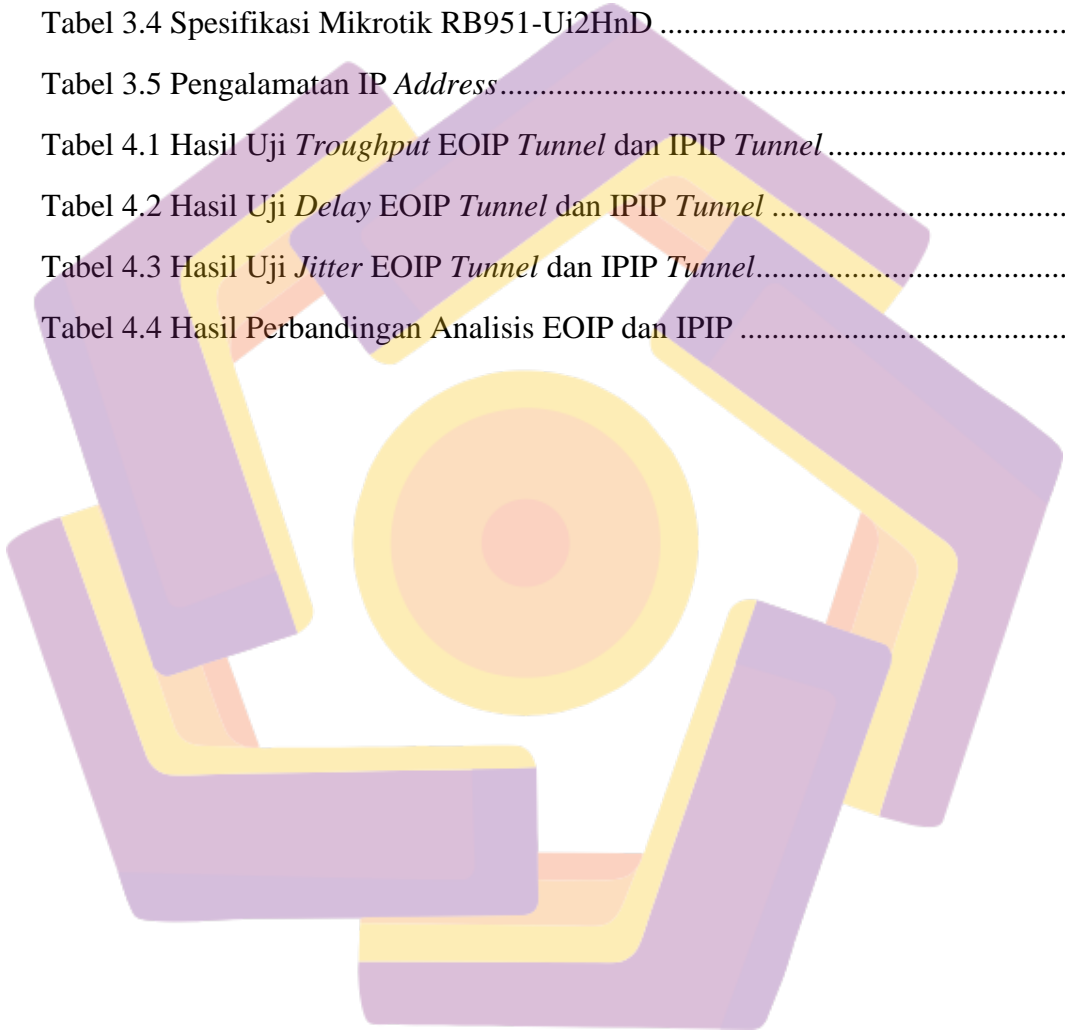 Tabel 3.4 Spesifikasi Mikrotik RB951-Ui2HnD ..................................................
Tabel 3.5 Pengalamatan IP Address.......................................................................
Tabel 4.1 Hasil Uji Troughput EOIP Tunnel dan IPIP Tunnel .............................
Tabel 4.2 Hasil Uji Delay EOIP Tunnel dan IPIP Tunnel ....................................
Tabel 4.3 Hasil Uji Jitter EOIP Tunnel dan IPIP Tunnel......................................
Tabel 4.4 Hasil Perbandingan Analisis EOIP dan IPIP ........................................